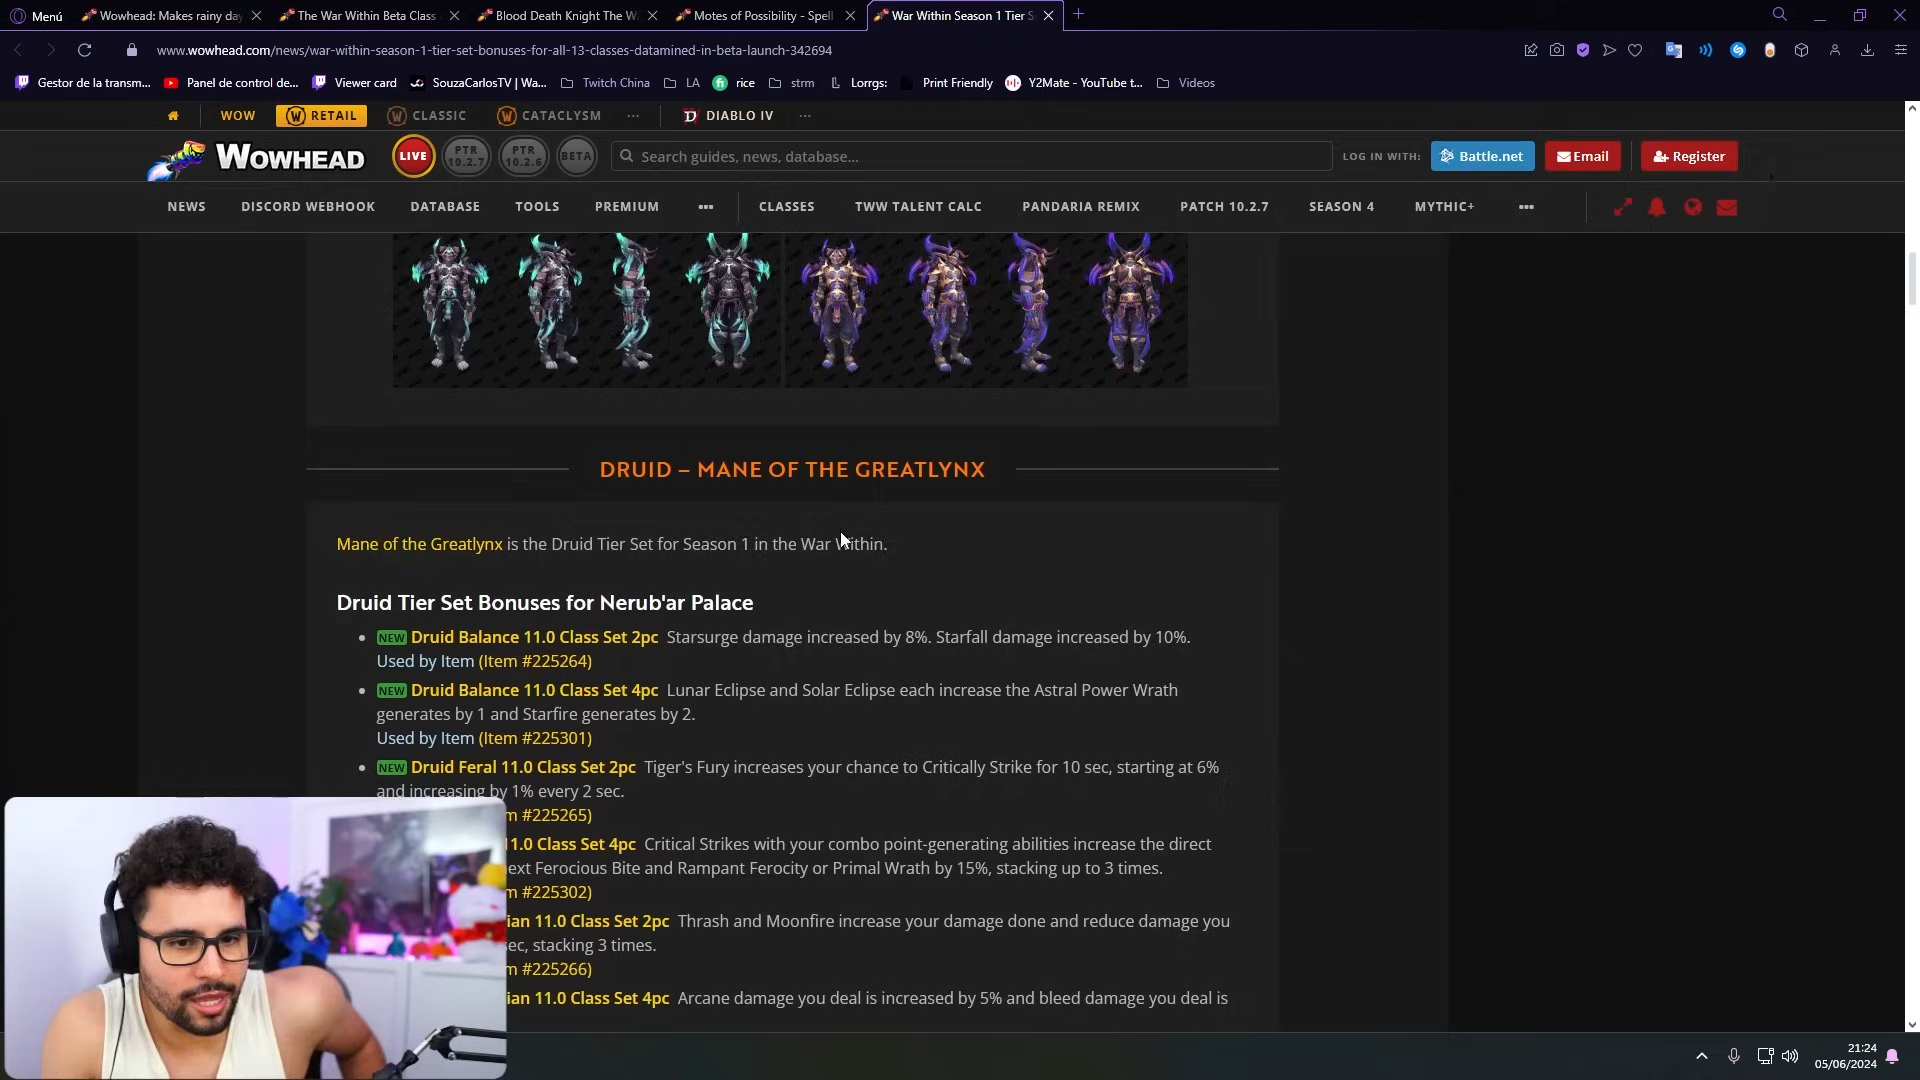 Menú
Wowhead: Makes rainy day
The War Within Beta Class
Blood Death Knight The W
Motes of Possibility - Spell
War Within Season 1 Tier S
www.wowhead.com/news/war-within-season-1-tier-set-bonuses-for-all-13-classes-datamined-in-beta-launch-342694
Gestor de la transm...
Panel de control de...
Viewer card
SouzaCarlosTV | Wa...
Twitch China
LA
rice
strm
Lorrgs:
Print Friendly
Y2Mate - YouTube t...
Videos
WOW
RETAIL
CLASSIC
CATACLYSM
...
DIABLO IV
...
WOWHEAD
LIVE
PTR
10.2.7
PTR
10.2.6
BETA
Search guides, news, database...
LOG IN WITH:
Battle.net
Email
Register
NEWS
DISCORD WEBHOOK
DATABASE
TOOLS
PREMIUM
...
CLASSES
TWW TALENT CALC
PANDARIA REMIX
PATCH 10.2.7
SEASON 4
MYTHIC+
...
DRUID – MANE OF THE GREATLYNX
Mane of the Greatlynx is the Druid Tier Set for Season 1 in the War Within.
Druid Tier Set Bonuses for Nerub'ar Palace
NEW Druid Balance 11.0 Class Set 2pc Starsurge damage increased by 8%. Starfall damage increased by 10%.
Used by Item (Item #225264)
NEW Druid Balance 11.0 Class Set 4pc Lunar Eclipse and Solar Eclipse each increase the Astral Power Wrath
generates by 1 and Starfire generates by 2.
Used by Item (Item #225301)
NEW Druid Feral 11.0 Class Set 2pc Tiger's Fury increases your chance to Critically Strike for 10 sec, starting at 6%
and increasing by 1% every 2 sec.
m #225265)
1.0 Class Set 4pc Critical Strikes with your combo point-generating abilities increase the direct
ext Ferocious Bite and Rampant Ferocity or Primal Wrath by 15%, stacking up to 3 times.
m #225302)
ian 11.0 Class Set 2pc Thrash and Moonfire increase your damage done and reduce damage you
sec, stacking 3 times.
m #225266)
ian 11.0 Class Set 4pc Arcane damage you deal is increased by 5% and bleed damage you deal is
21:24
05/06/2024